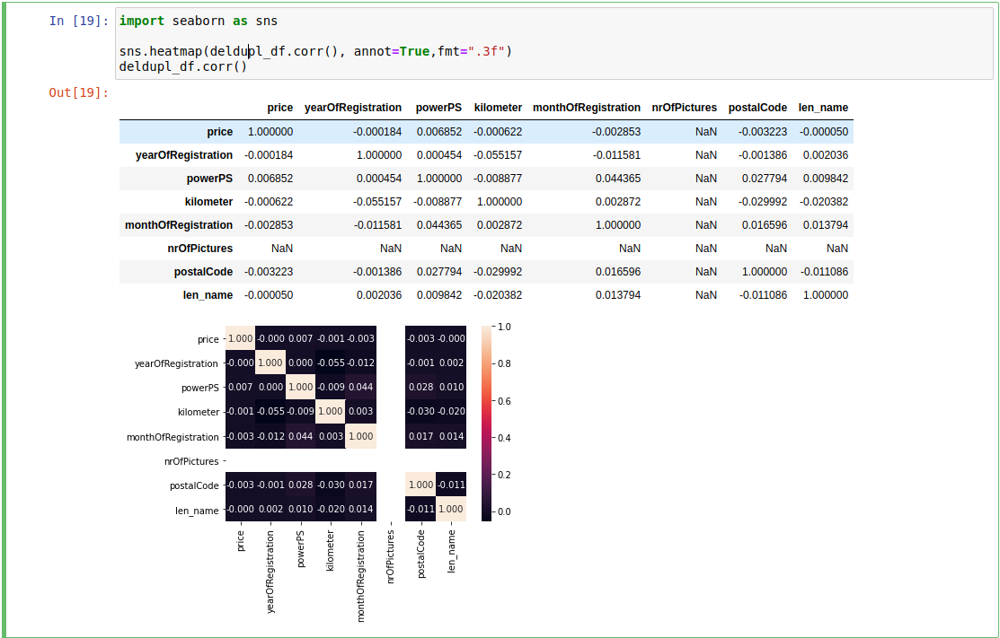 In [19]: import seaborn as sns
sns.heatmap(deldupl_df.corr(), annot=True,fmt=".3f")
deldupl_df.corr()
Out[19]:
price yearOfRegistration powerPS kilometer monthOfRegistration nrOfPictures postalCode len_name
price 1.000000 -0.000184 0.006852 -0.000622 -0.002853 NaN -0.003223 -0.000050
yearOfRegistration -0.000184 1.000000 0.000454 -0.055157 -0.011581 NaN -0.001386 0.002036
powerPS 0.006852 0.000454 1.000000 -0.008877 0.044365 NaN 0.027794 0.009842
kilometer -0.000622 -0.055157 -0.008877 1.000000 0.002872 NaN -0.029992 -0.020382
monthOfRegistration -0.002853 -0.011581 0.044365 0.002872 1.000000 NaN 0.016596 0.013794
nrOfPictures NaN NaN NaN NaN NaN NaN NaN NaN
postalCode -0.003223 -0.001386 0.027794 -0.029992 0.016596 NaN 1.000000 -0.011086
len_name -0.000050 0.002036 0.009842 -0.020382 0.013794 NaN -0.011086 1.000000
price 1.000 -0.000 0.007 -0.001 -0.003 -0.003 -0.000
yearOfRegistration -0.000 1.000 0.000 -0.055 -0.012 -0.001 0.002
powerPS 0.007 0.000 1.000 -0.009 0.044 0.028 0.010
kilometer -0.001 -0.055 -0.009 1.000 0.003 -0.030 -0.020
monthOfRegistration -0.003 -0.012 0.044 0.003 1.000 0.017 0.014
nrOfPictures
postalCode -0.003 -0.001 0.028 -0.030 0.017 1.000 -0.011
len_name -0.000 0.002 0.010 -0.020 0.014 -0.011 1.000
price
yearOfRegistration
powerPS
kilometer
monthOfRegistration
nrOfPictures
postalCode
len_name
1.0
0.8
0.6
0.4
0.2
0.0